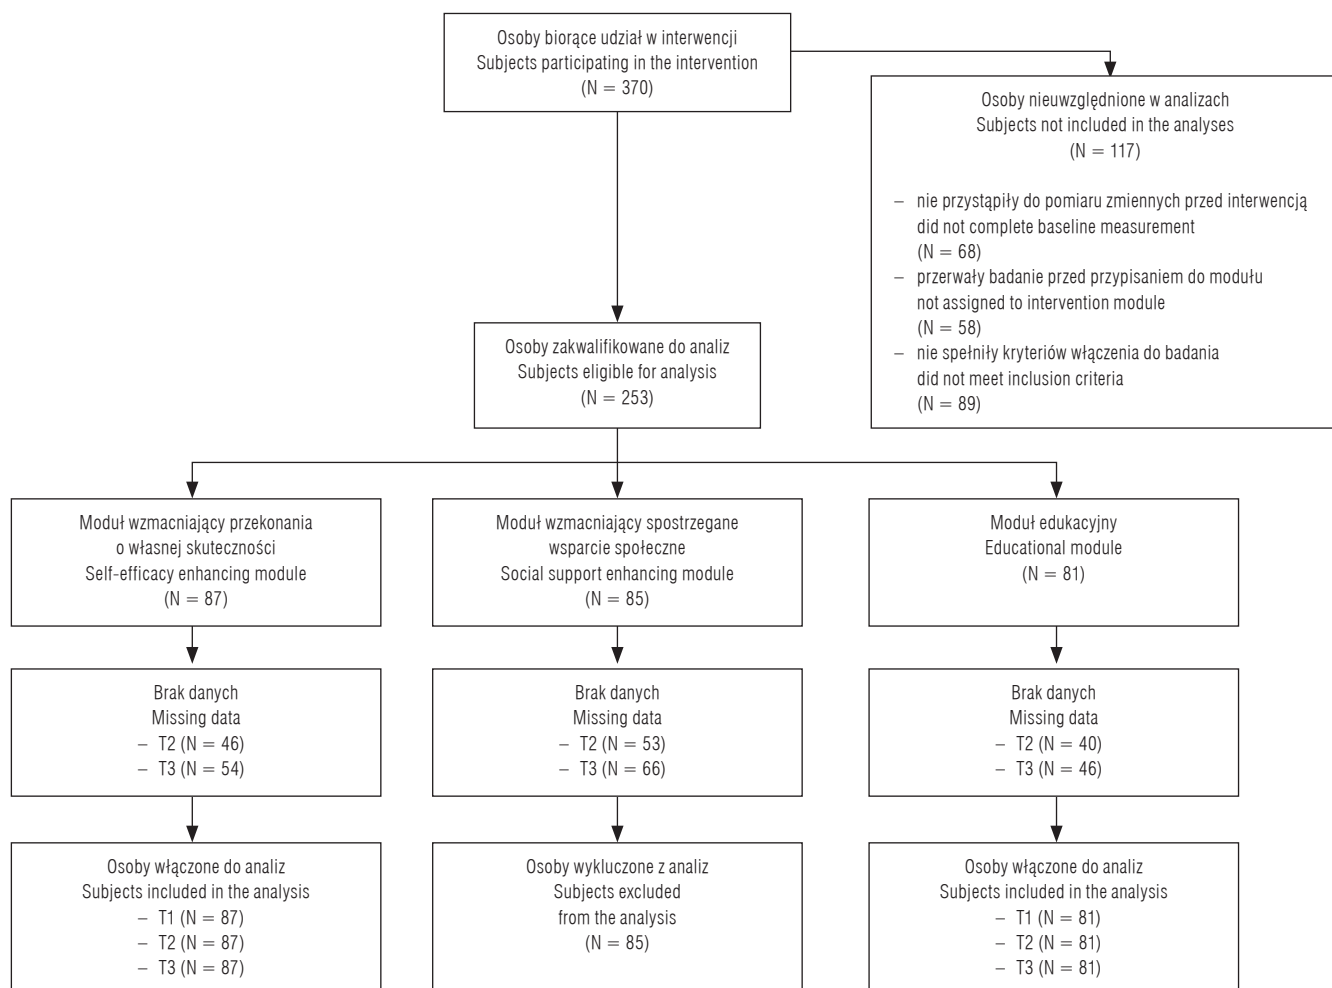 Osoby biorące udział w interwencji
Subjects participating in the intervention
(N = 370)
Osoby nieuwzględnione w analizach
Subjects not included in the analyses
(N = 117)
– nie przystąpiły do pomiaru zmiennych przed interwencją
did not complete baseline measurement
(N = 68)
– przerwały badanie przed przypisaniem do modułu
not assigned to intervention module
(N = 58)
– nie spełniły kryteriów włączenia do badania
did not meet inclusion criteria
(N = 89)
Osoby zakwalifikowane do analiz
Subjects eligible for analysis
(N = 253)
Moduł wzmacniający przekonania
o własnej skuteczności
Self-efficacy enhancing module
(N = 87)
Moduł wzmacniający spostrzegane
wsparcie społeczne
Social support enhancing module
(N = 85)
Moduł edukacyjny
Educational module
(N = 81)
Brak danych
Missing data
– T2 (N = 46)
– T3 (N = 54)
Brak danych
Missing data
– T2 (N = 53)
– T3 (N = 66)
Brak danych
Missing data
– T2 (N = 40)
– T3 (N = 46)
Osoby włączone do analiz
Subjects included in the analysis
– T1 (N = 87)
– T2 (N = 87)
– T3 (N = 87)
Osoby wykluczone z analiz
Subjects excluded
from the analysis
(N = 85)
Osoby włączone do analiz
Subjects included in the analysis
– T1 (N = 81)
– T2 (N = 81)
– T3 (N = 81)